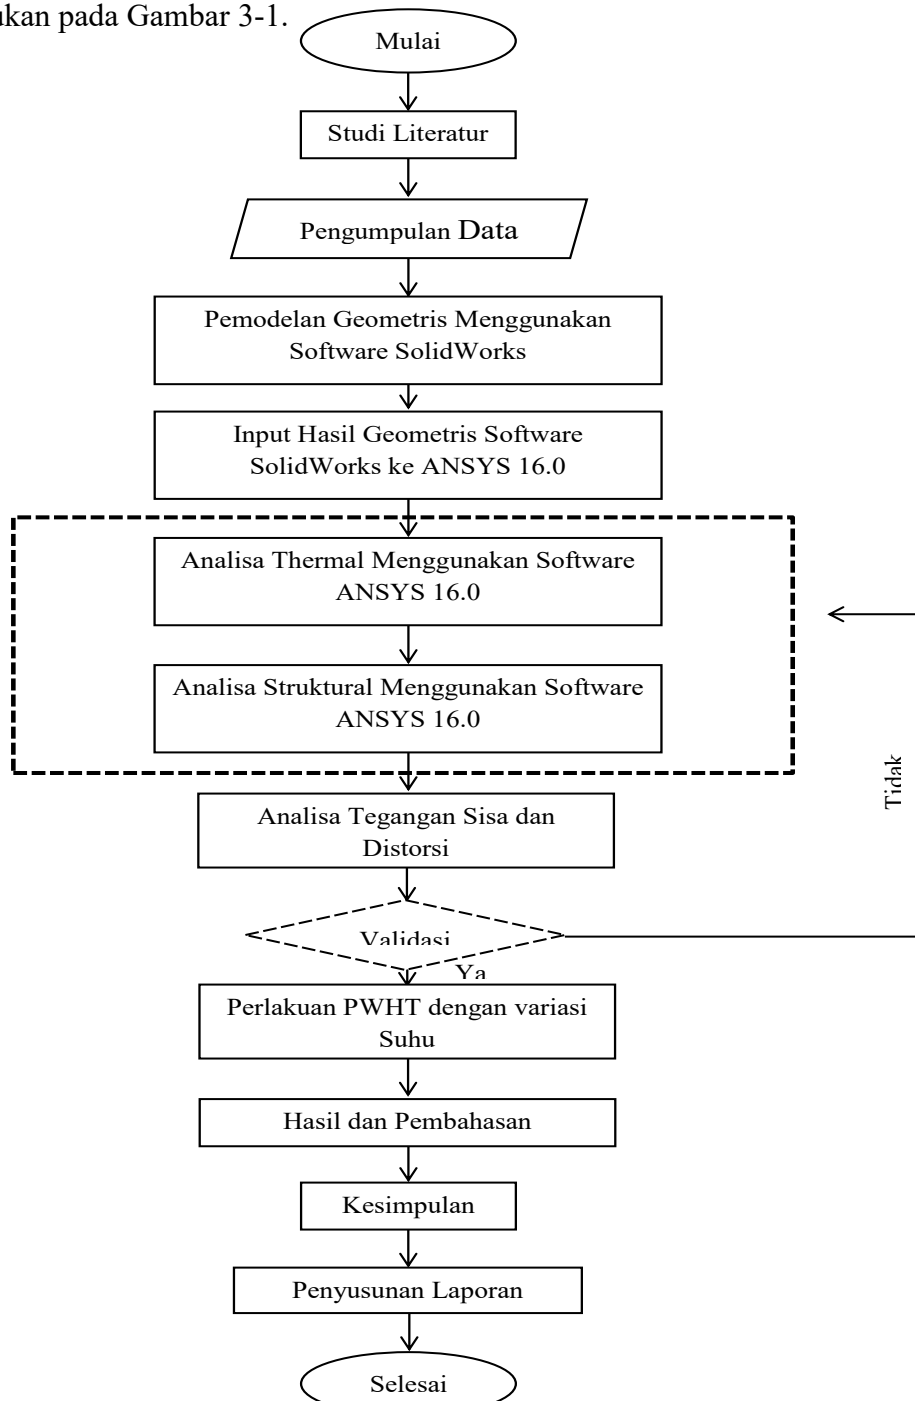 ukan pada Gambar 3-1.
Mulai
Studi Literatur
Pengumpulan Data
Pemodelan Geometris Menggunakan
Software SolidWorks
Input Hasil Geometris Software
SolidWorks ke ANSYS 16.0
Analisa Thermal Menggunakan Software
ANSYS 16.0
Analisa Struktural Menggunakan Software
ANSYS 16.0
Tidak
Analisa Tegangan Sisa dan
Distorsi
Validasi
Ya
Perlakuan PWHT dengan variasi
Suhu
Hasil dan Pembahasan
Kesimpulan
Penyusunan Laporan
Selesai